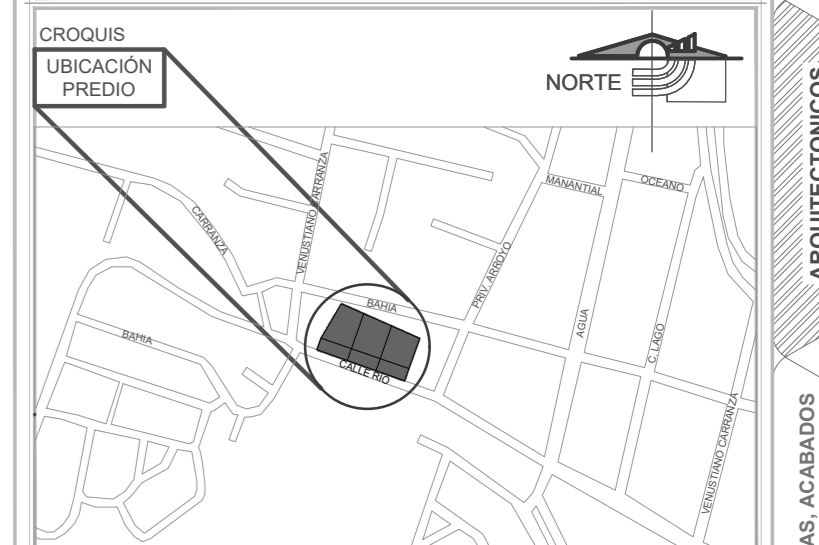 CROQUIS
UBICACIÓN
PREDIO
NORTE
CARRANZA
VENUSTIANO CARRANZA
BAHIA
MANANTIAL
OCEANO
PRIV. ARROYO
AGUA
C. LAGO
BAHIA
CALLE RIO
VENUSTIANO CARRANZA
ARQUITECTONICOS
AS, ACABADOS